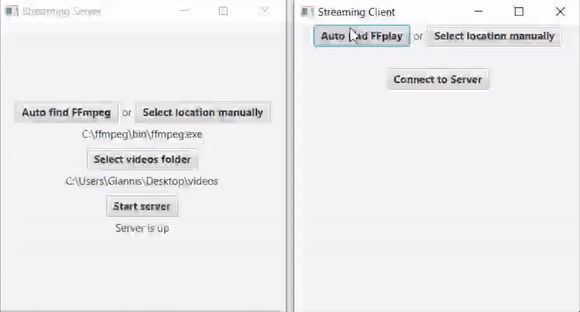 Streaming Server
Auto find FFmpeg or Select location manually
C:\ffmpeg\bin\ffmpeg.exe
Select videos folder
C:\Users\Giannis\Desktop\videos
Start server
Server is up
Streaming Client
Auto find FFplay or Select location manually
Connect to Server